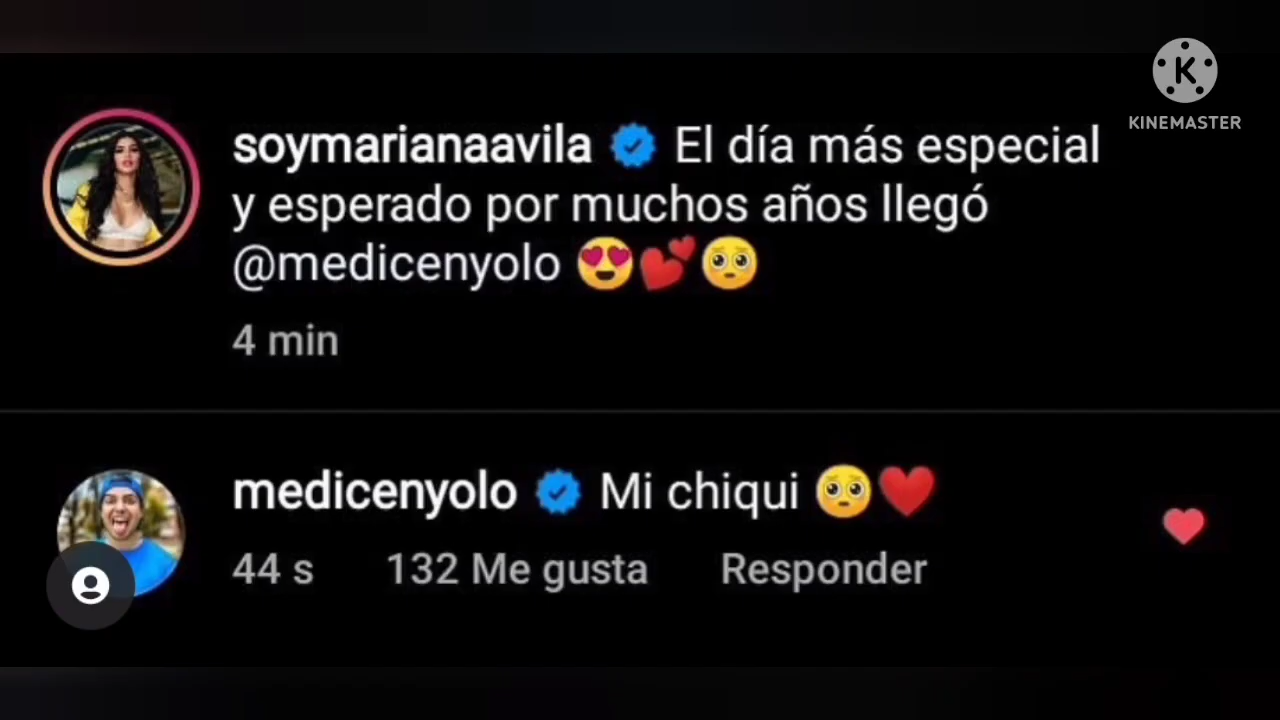 KINEMASTER
soymarianaavila El día más especial
y esperado por muchos años llegó
@medicenyolo 😍💕🥺
4 min
medicenyolo Mi chiqui 🥺❤️
44 s 132 Me gusta Responder